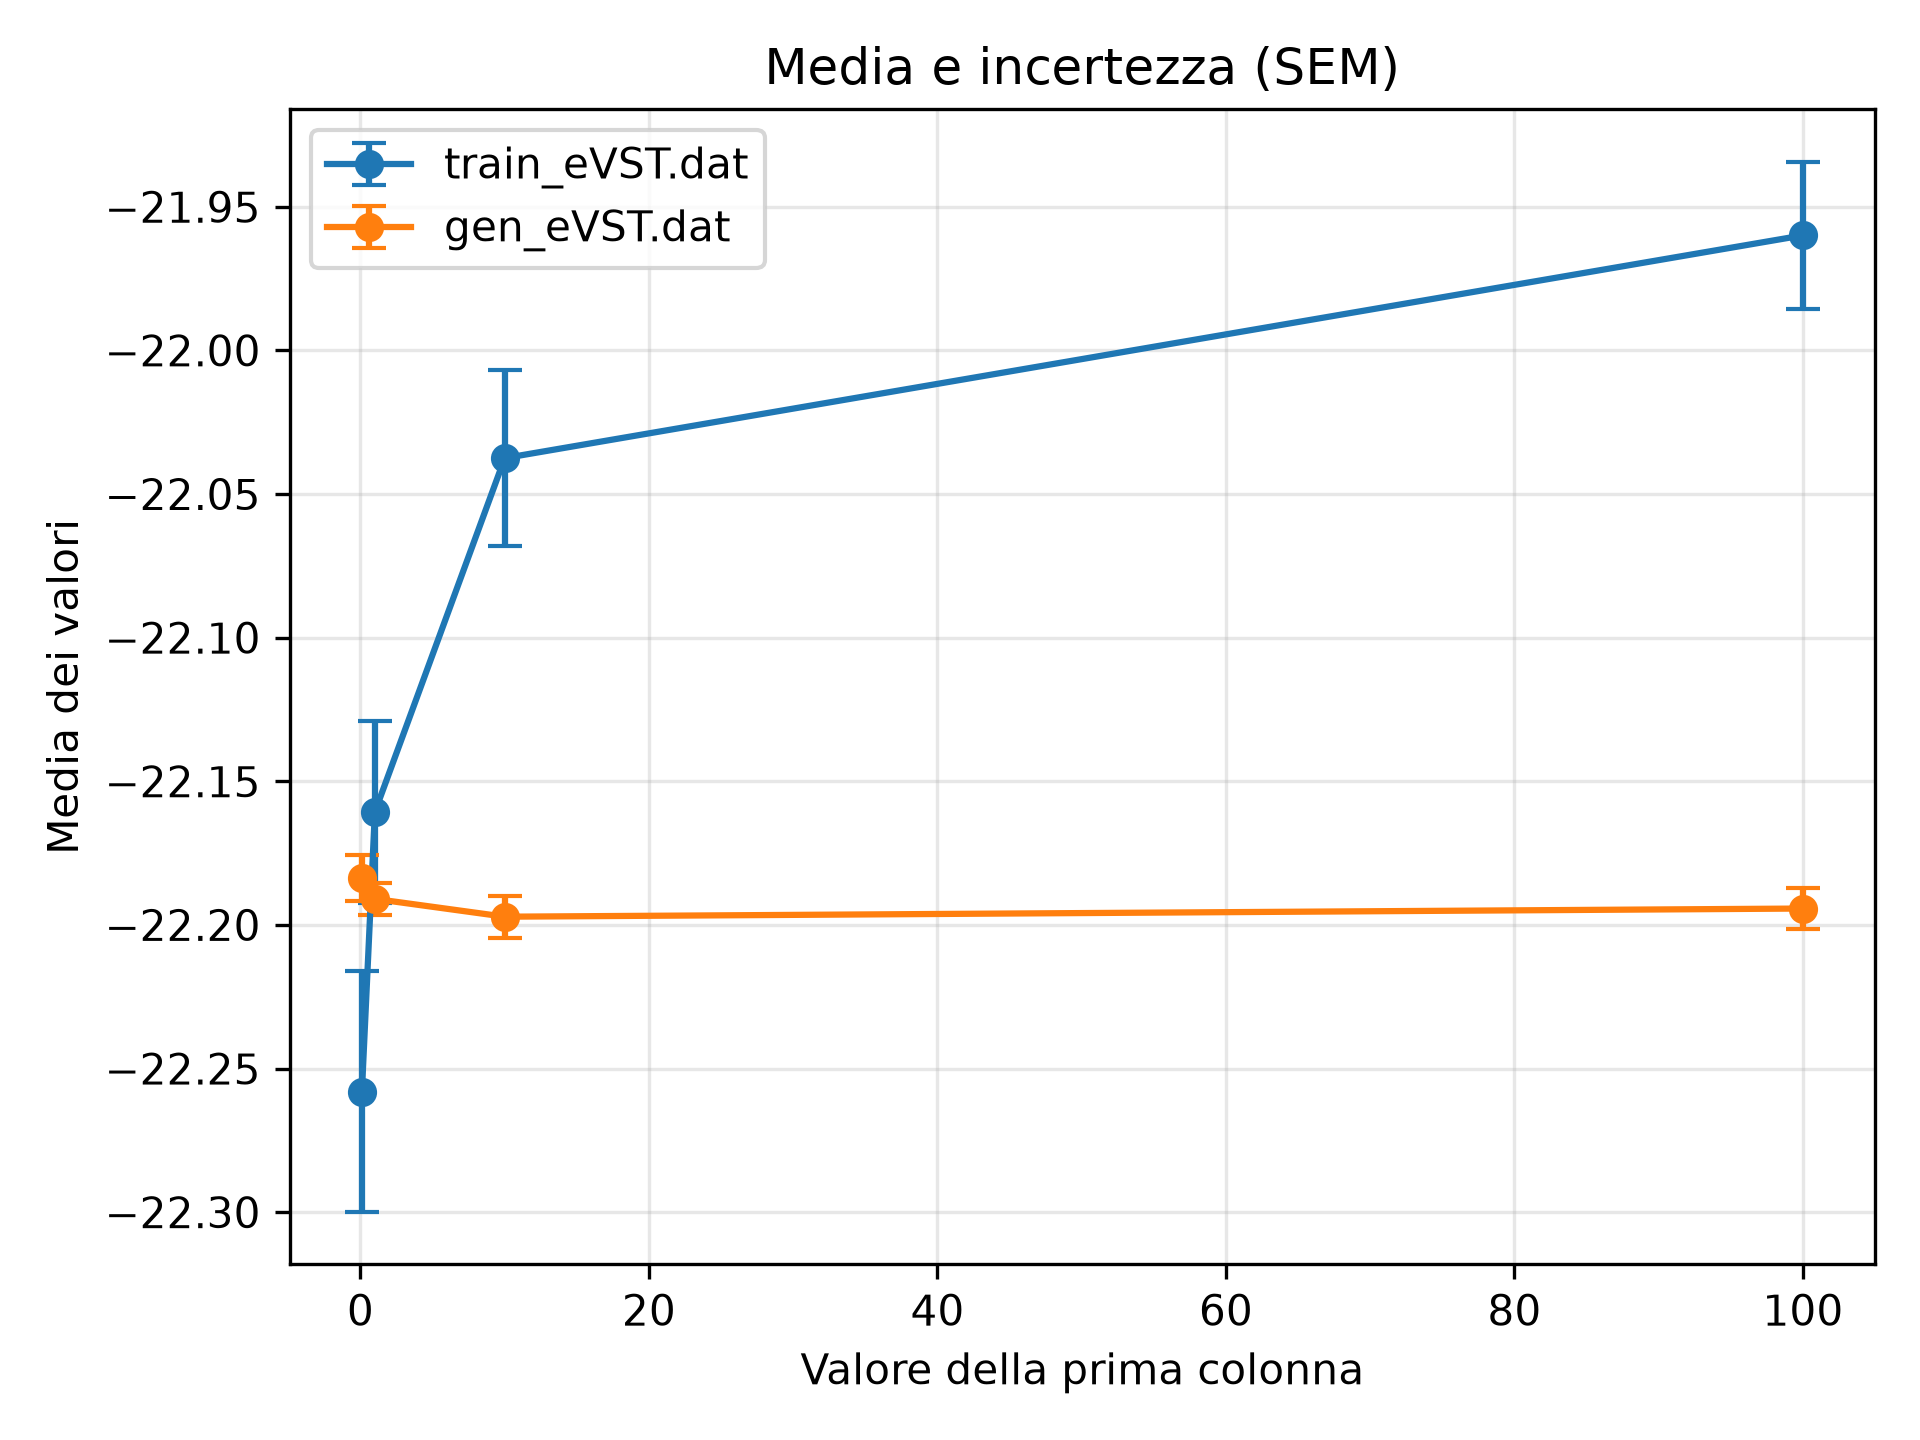 Media e incertezza (SEM)
train_eVST.dat
gen_eVST.dat
Media dei valori
−21.95
−22.00
−22.05
−22.10
−22.15
−22.20
−22.25
−22.30
0 20 40 60 80 100
Valore della prima colonna